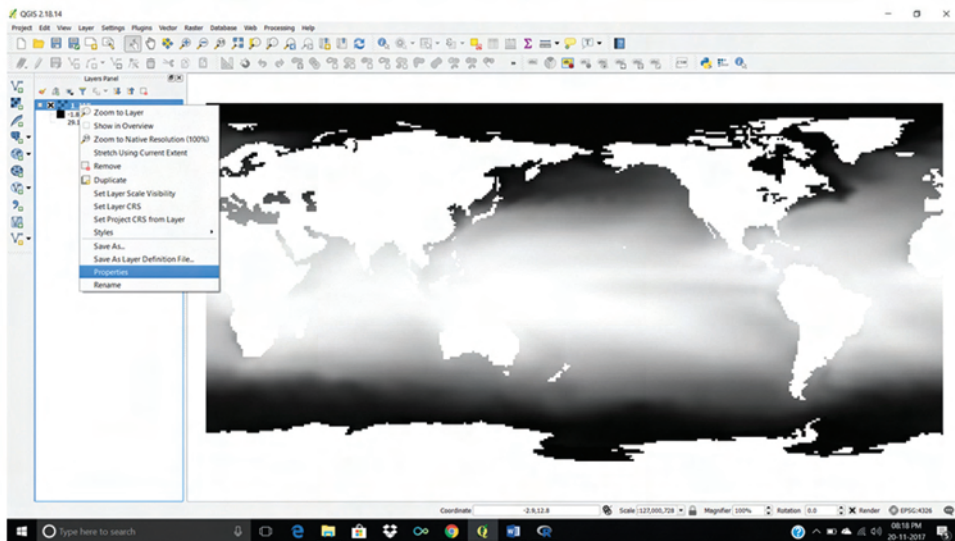 QGIS 2.18.14
Project Edit View Layer Settings Plugins Vector Raster Database Web Processing Help
Layers Panel
Zoom to Layer
Show in Overview
Zoom to Native Resolution (100%)
Stretch Using Current Extent
Remove
Duplicate
Set Layer Scale Visibility
Set Layer CRS
Set Project CRS from Layer
Styles
Save As...
Save As Layer Definition File...
Properties
Rename
Coordinate -2.9,12.8 Scale 127,000,728 Magnifier 100% Rotation 0.0 Render EPSG:4326
Type here to search
08:18 PM
20-11-2017